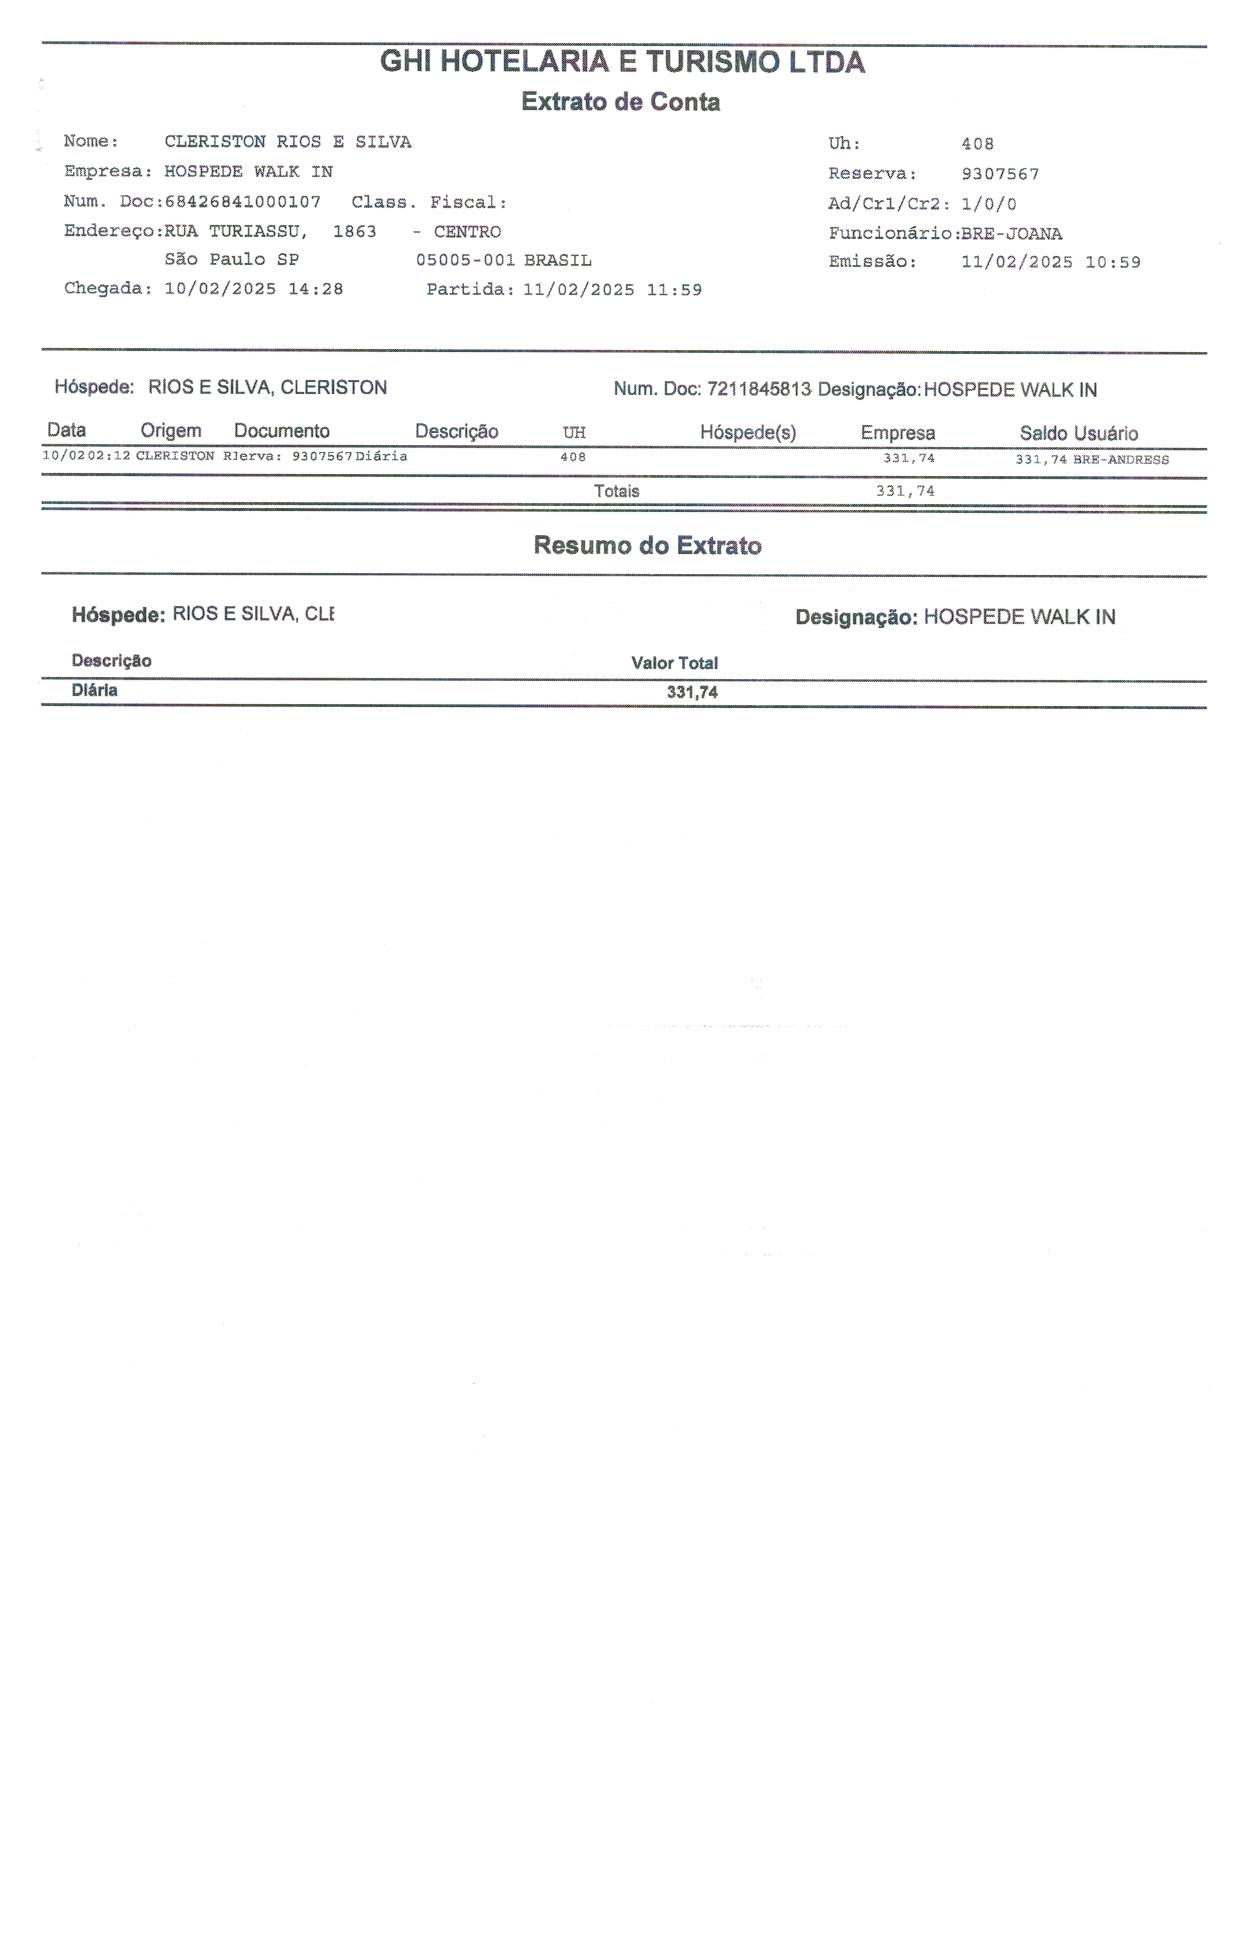 GHI HOTELARIA E TURISMO LTDA
Extrato de Conta
Nome: CLERISTON RIOS E SILVA Uh: 408
Empresa: HOSPEDE WALK IN Reserva: 9307567
Num. Doc:68426841000107 Class. Fiscal: Ad/Cr1/Cr2: 1/0/0
Endereço:RUA TURIASSU, 1863 - CENTRO Funcionário:BRE-JOANA
São Paulo SP 05005-001 BRASIL Emissão: 11/02/2025 10:59
Chegada: 10/02/2025 14:28 Partida: 11/02/2025 11:59
Hóspede: RIOS E SILVA, CLERISTON Num. Doc: 7211845813 Designação:HOSPEDE WALK IN
Data Origem Documento Descrição UH Hóspede(s) Empresa Saldo Usuário
10/02 02:12 CLERISTON RIerva: 9307567 Diária 408 331,74 331,74 BRE-ANDRESS
Totais 331,74
Resumo do Extrato
Hóspede: RIOS E SILVA, CLE Designação: HOSPEDE WALK IN
Descrição Valor Total
Diária 331,74